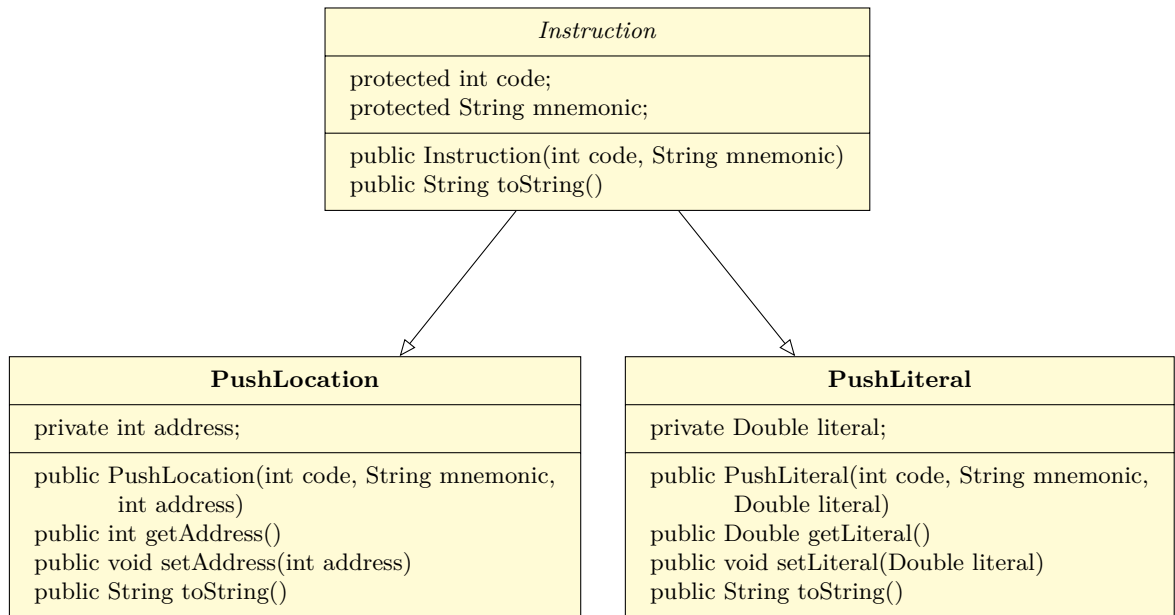 Instruction
protected int code;
protected String mnemonic;
public Instruction(int code, String mnemonic)
public String toString()
PushLocation
private int address;
public PushLocation(int code, String mnemonic,
int address)
public int getAddress()
public void setAddress(int address)
public String toString()
PushLiteral
private Double literal;
public PushLiteral(int code, String mnemonic,
Double literal)
public Double getLiteral()
public void setLiteral(Double literal)
public String toString()